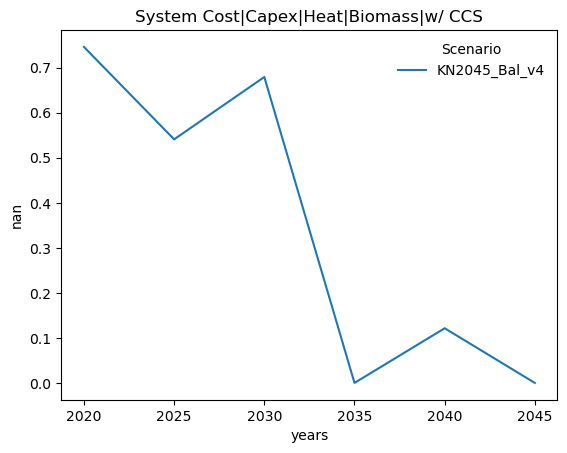 System Cost|Capex|Heat|Biomass|w/ CCS
Scenario
KN2045_Bal_v4
nan
0.7
0.6
0.5
0.4
0.3
0.2
0.1
0.0
2020 2025 2030 2035 2040 2045
years